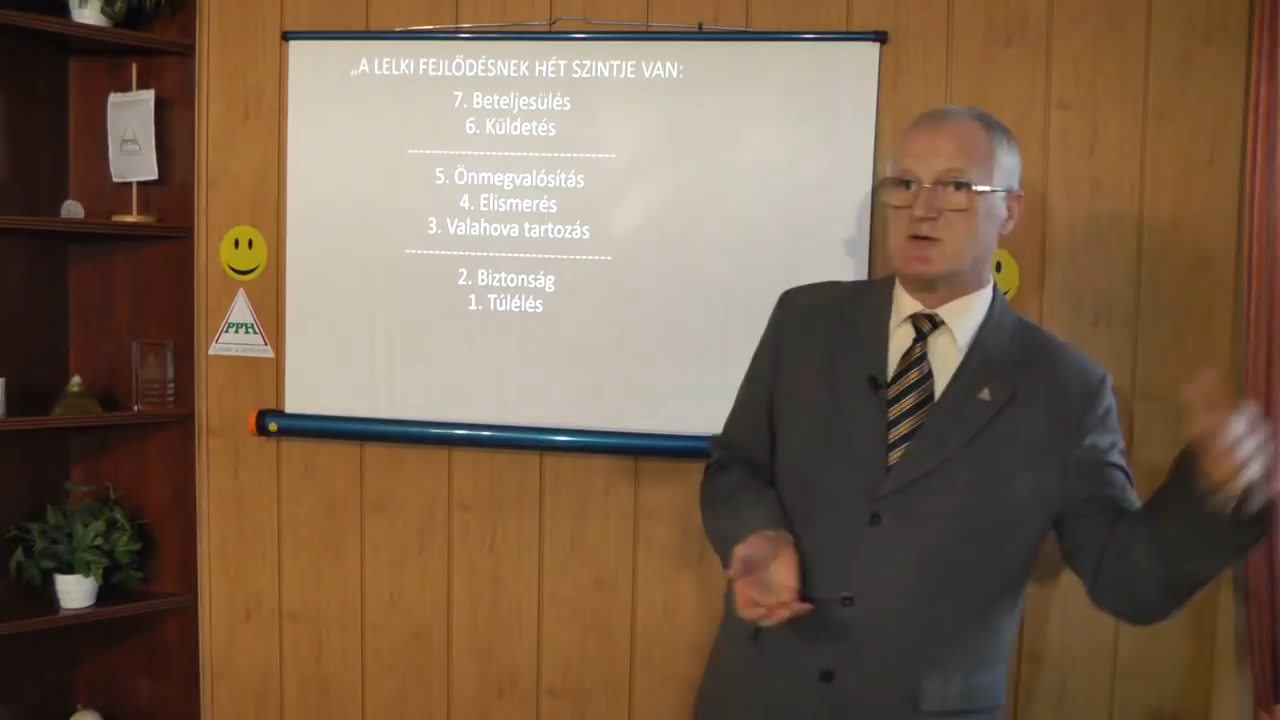 „A LELKI FEJLŐDÉSNEK HÉT SZINTJE VAN:
7. Beteljesülés
6. Küldetés
5. Önmegvalósítás
4. Elismerés
3. Valahova tartozás
2. Biztonság
1. Túlélés
PPH